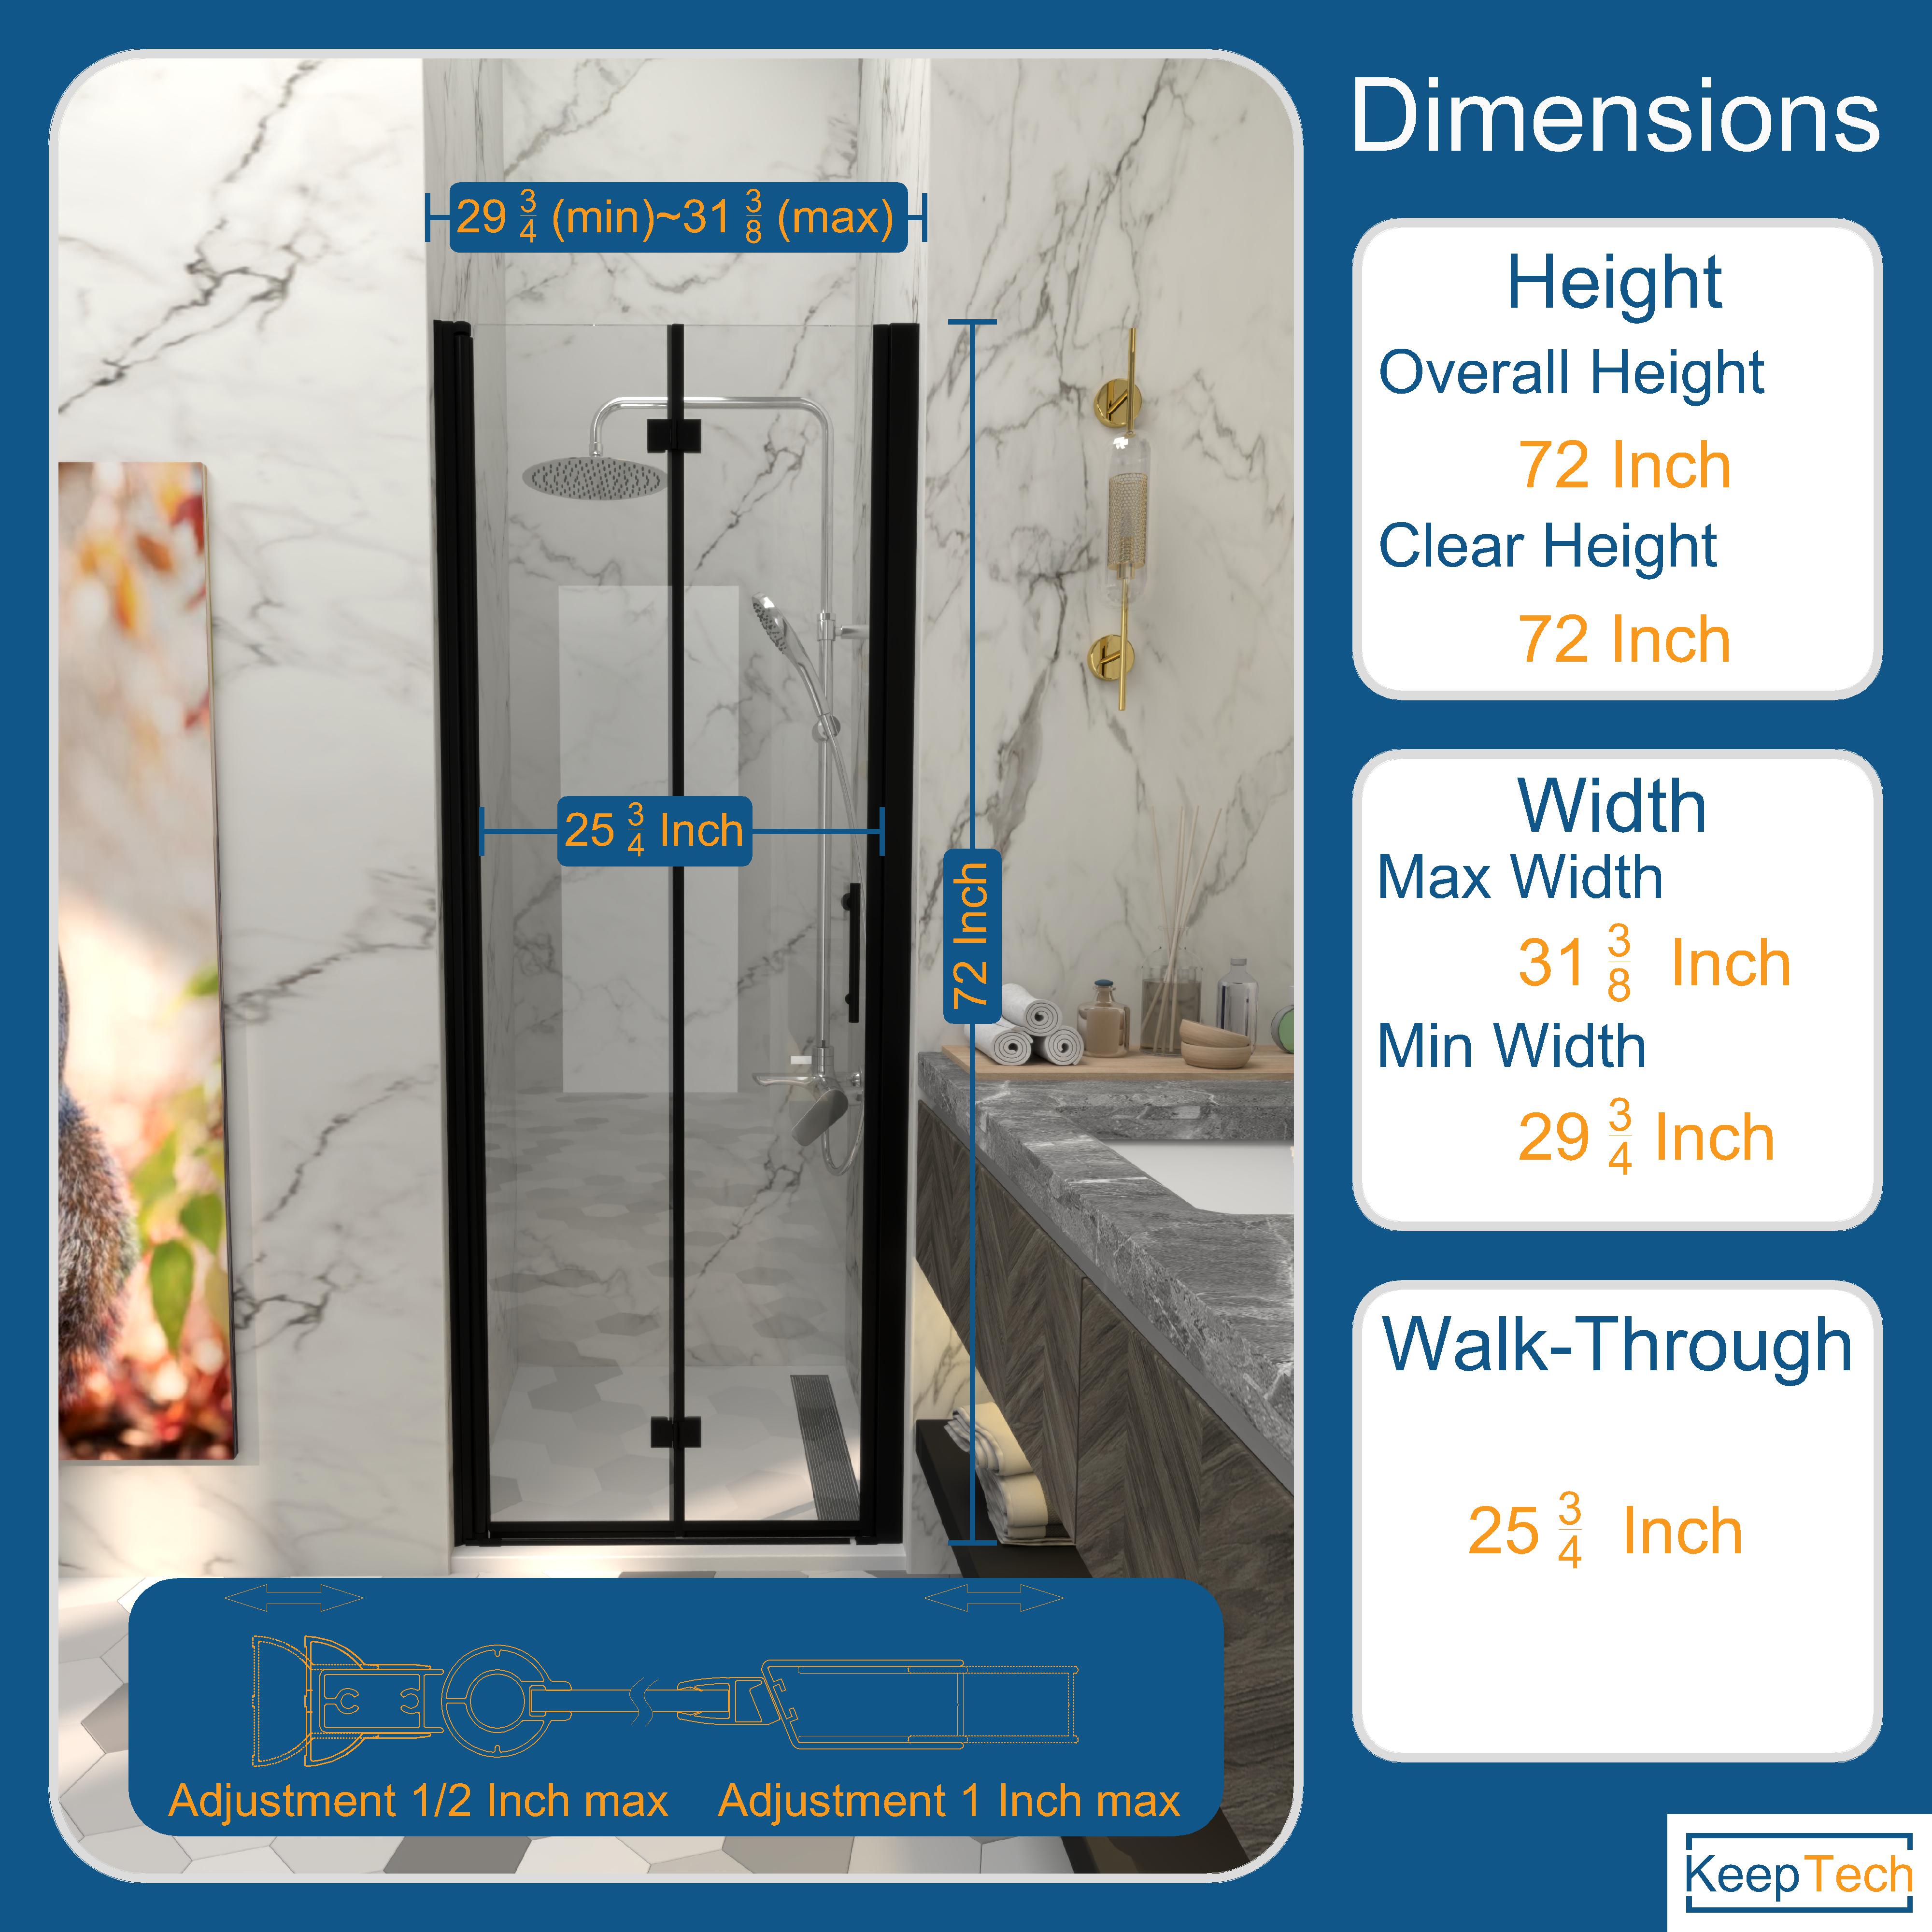 Dimensions
29 3/4 (min)~31 3/8 (max)
25 3/4 Inch
72 Inch
Height
Overall Height
72 Inch
Clear Height
72 Inch
Width
Max Width
31 3/8 Inch
Min Width
29 3/4 Inch
Walk-Through
25 3/4 Inch
Adjustment 1/2 Inch max
Adjustment 1 Inch max
KeepTech